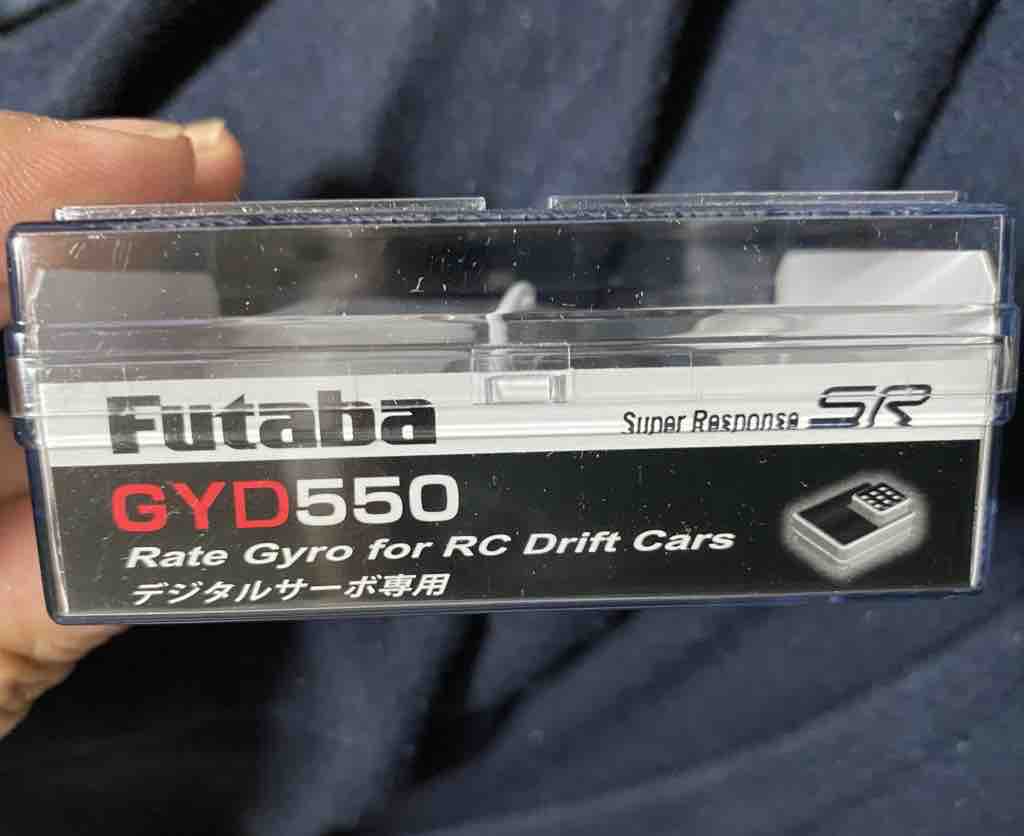 Futaba
Super Response SR
GYD550
Rate Gyro for RC Drift Cars
デジタルサーボ専用